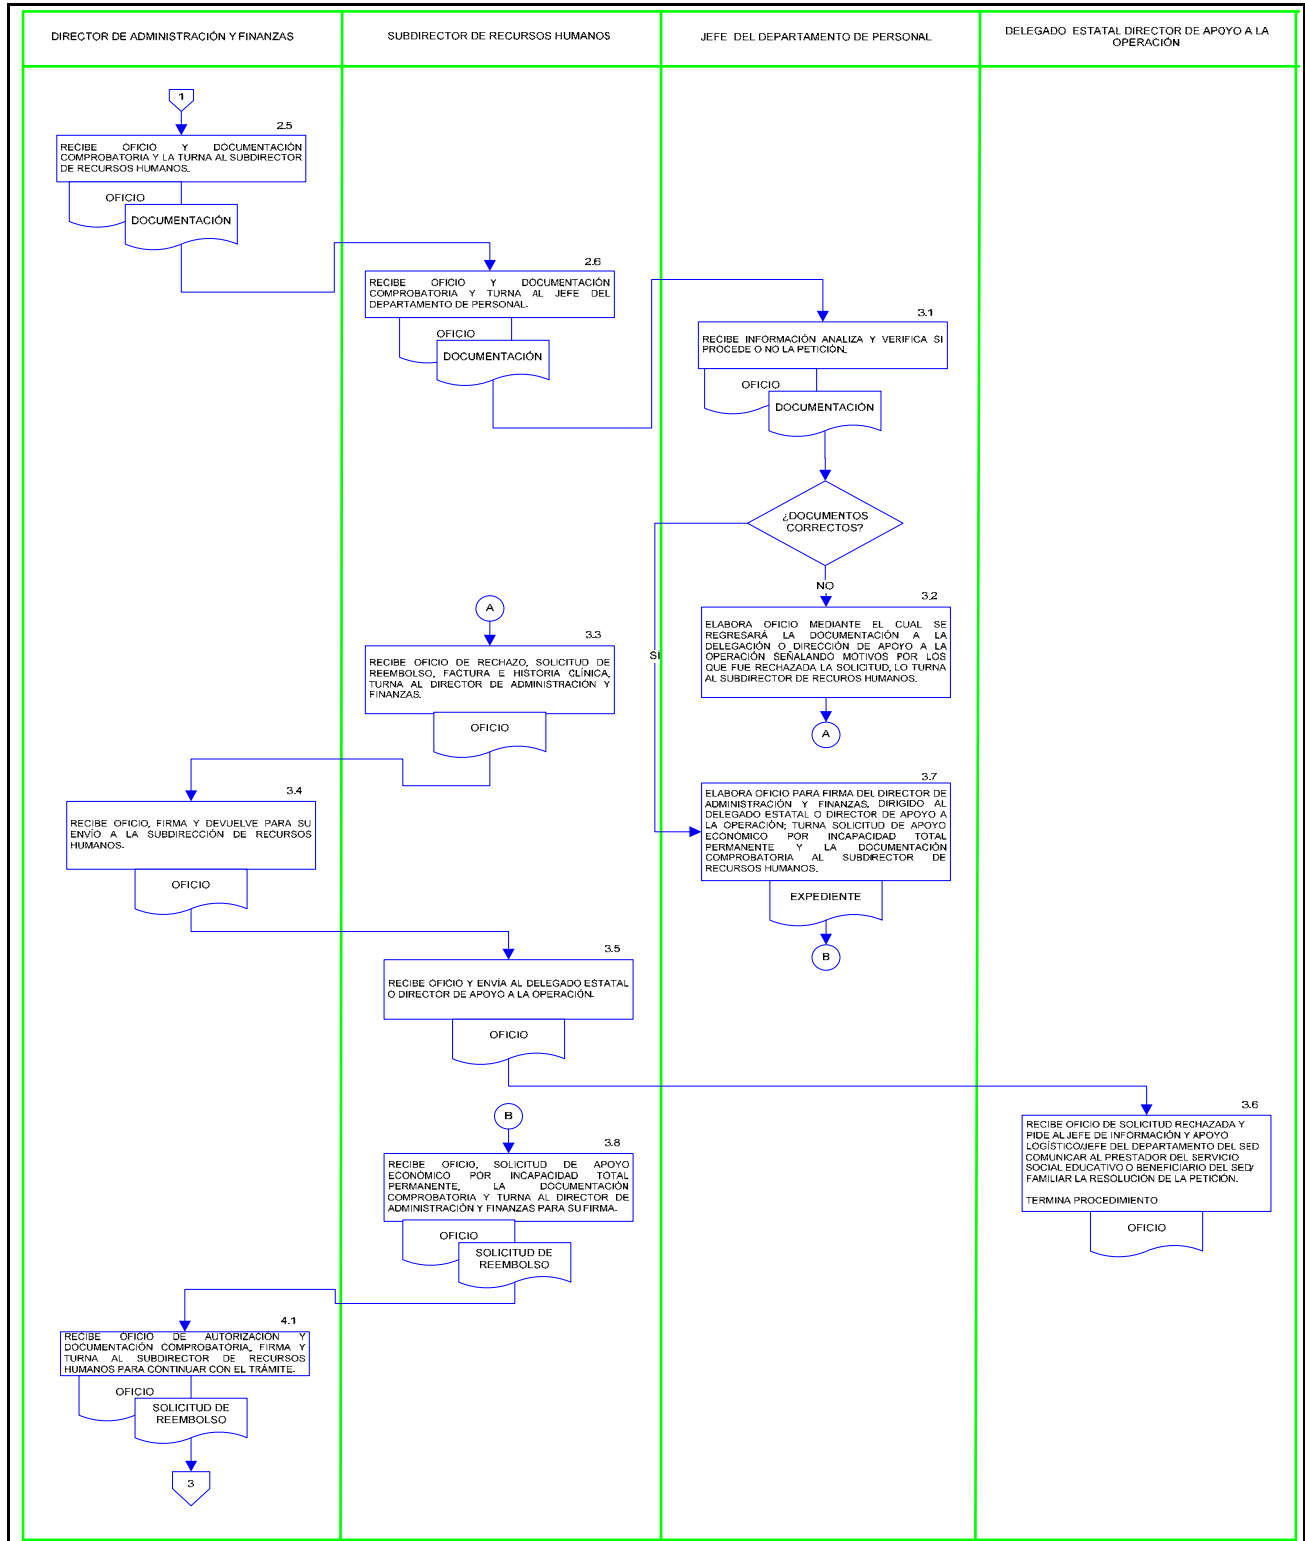 DIRECTOR DE ADMINISTRACIÓN Y FINANZAS
SUBDIRECTOR DE RECURSOS HUMANOS
JEFE DEL DEPARTAMENTO DE PERSONAL
DELEGADO ESTATAL DIRECTOR DE APOYO A LA
OPERACIÓN
1
2.5
RECIBE OFICIO Y DOCUMENTACIÓN
COMPROBATORIA Y LA TURNA AL SUBDIRECTOR
DE RECURSOS HUMANOS.
OFICIO
DOCUMENTACIÓN
2.6
RECIBE OFICIO Y DOCUMENTACIÓN
COMPROBATORIA Y TURNA AL JEFE DEL
DEPARTAMENTO DE PERSONAL.
OFICIO
DOCUMENTACIÓN
3.1
RECIBE INFORMACIÓN ANALIZA Y VERIFICA SI
PROCEDE O NO LA PETICIÓN.
OFICIO
DOCUMENTACIÓN
¿DOCUMENTOS
CORRECTOS?
NO
SI
3.2
ELABORA OFICIO MEDIANTE EL CUAL SE
REGRESARÁ LA DOCUMENTACIÓN A LA
DELEGACIÓN O DIRECCIÓN DE APOYO A LA
OPERACIÓN SEÑALANDO MOTIVOS POR LOS
QUE FUE RECHAZADA LA SOLICITUD, LO TURNA
AL SUBDIRECTOR DE RECUROS HUMANOS.
A
A
3.3
RECIBE OFICIO DE RECHAZO, SOLICITUD DE
REEMBOLSO, FACTURA E HISTORIA CLÍNICA,
TURNA AL DIRECTOR DE ADMINISTRACIÓN Y
FINANZAS.
OFICIO
3.4
RECIBE OFICIO, FIRMA Y DEVUELVE PARA SU
ENVÍO A LA SUBDIRECCIÓN DE RECURSOS
HUMANOS.
OFICIO
3.7
ELABORA OFICIO PARA FIRMA DEL DIRECTOR DE
ADMINISTRACIÓN Y FINANZAS, DIRIGIDO AL
DELEGADO ESTATAL O DIRECTOR DE APOYO A
LA OPERACIÓN; TURNA SOLICITUD DE APOYO
ECONÓMICO POR INCAPACIDAD TOTAL
PERMANENTE Y LA DOCUMENTACIÓN
COMPROBATORIA AL SUBDIRECTOR DE
RECURSOS HUMANOS.
EXPEDIENTE
B
3.5
RECIBE OFICIO Y ENVÍA AL DELEGADO ESTATAL
O DIRECTOR DE APOYO A LA OPERACIÓN.
OFICIO
3.6
RECIBE OFICIO DE SOLICITUD RECHAZADA Y
PIDE AL JEFE DE INFORMACIÓN Y APOYO
LOGÍSTICO/JEFE DEL DEPARTAMENTO DEL SED
COMUNICAR AL PRESTADOR DEL SERVICIO
SOCIAL EDUCATIVO O BENEFICIARIO DEL SED/
FAMILIAR LA RESOLUCIÓN DE LA PETICIÓN.
TERMINA PROCEDIMIENTO
OFICIO
B
3.8
RECIBE OFICIO, SOLICITUD DE APOYO
ECONÓMICO POR INCAPACIDAD TOTAL
PERMANENTE, LA DOCUMENTACIÓN
COMPROBATORIA Y TURNA AL DIRECTOR DE
ADMINISTRACIÓN Y FINANZAS PARA SU FIRMA.
OFICIO
SOLICITUD DE
REEMBOLSO
4.1
RECIBE OFICIO DE AUTORIZACIÓN Y
DOCUMENTACIÓN COMPROBATORIA, FIRMA Y
TURNA AL SUBDIRECTOR DE RECURSOS
HUMANOS PARA CONTINUAR CON EL TRÁMITE.
OFICIO
SOLICITUD DE
REEMBOLSO
3